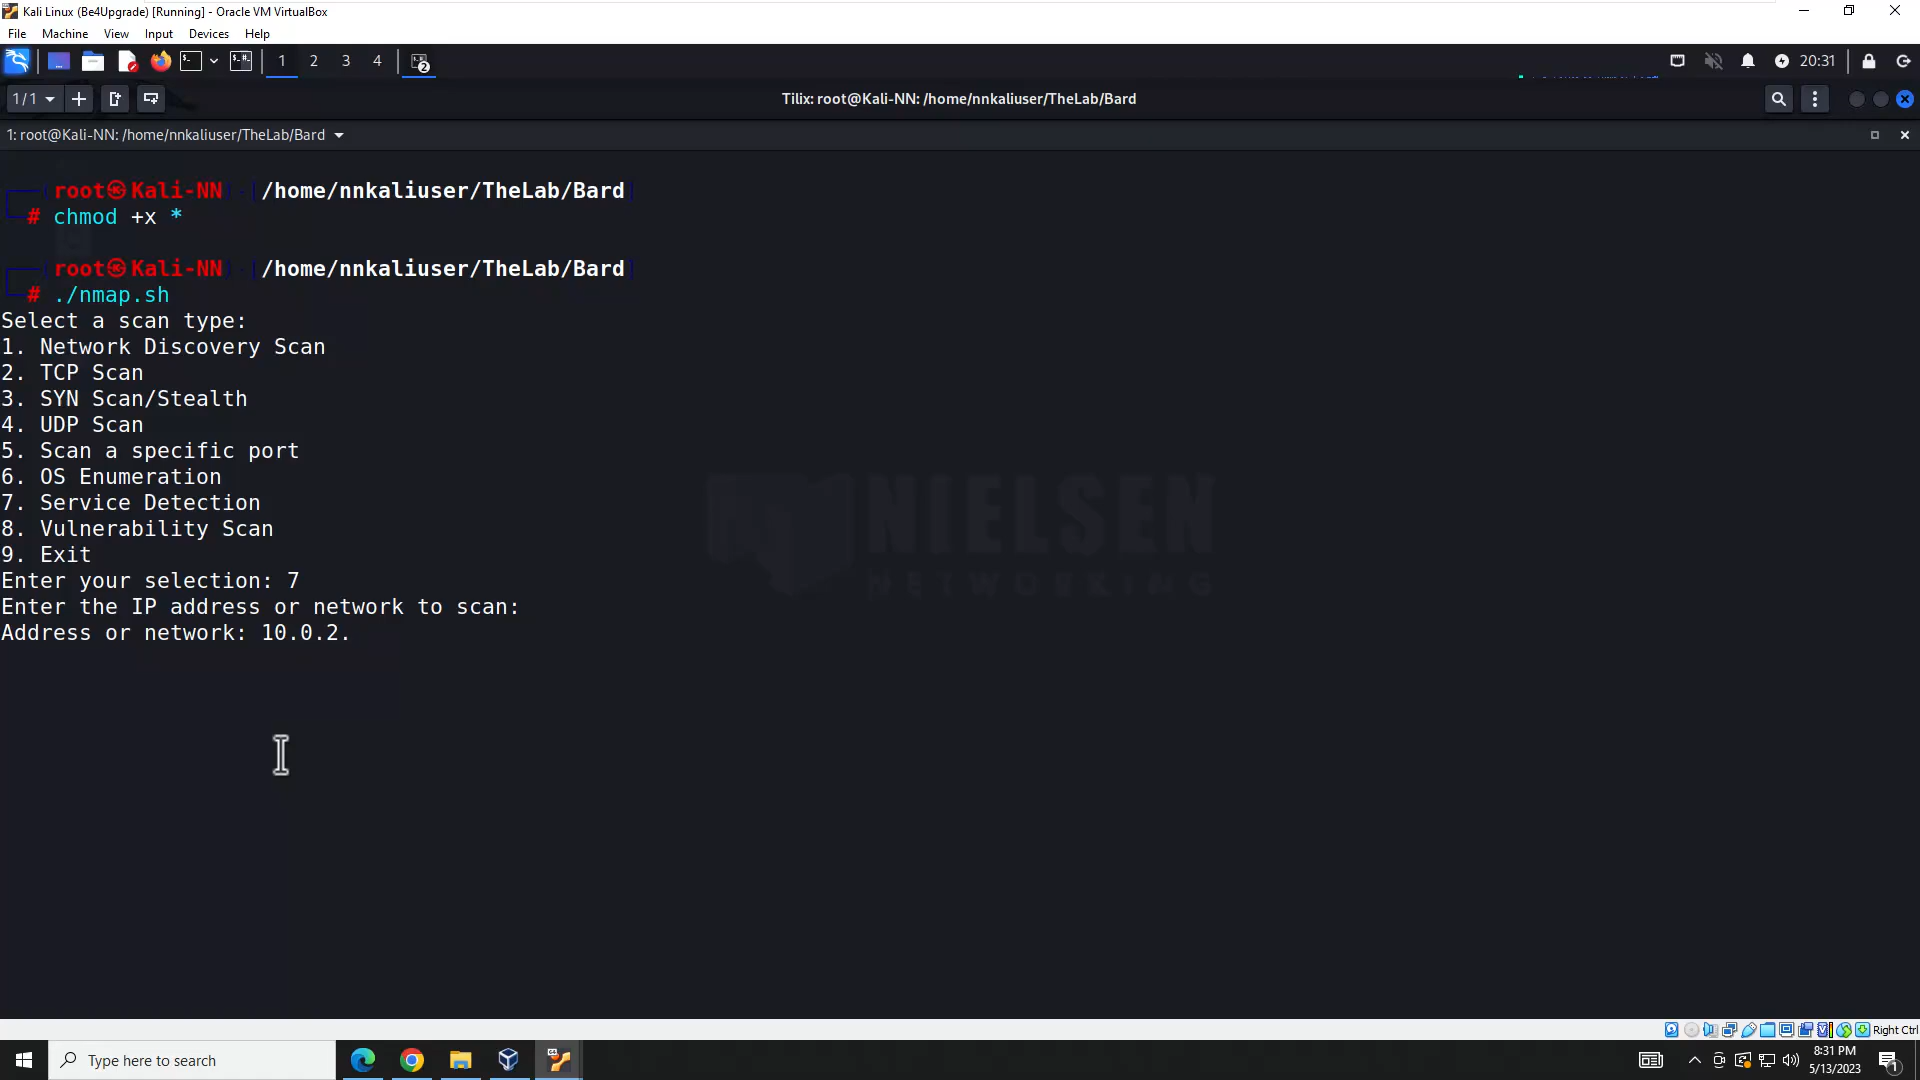 Kali Linux (Be4Upgrade) [Running] - Oracle VM VirtualBox
File Machine View Input Devices Help
1 2 3 4 2 20:31
1/1 Tilix: root@Kali-NN: /home/nnkaliuser/TheLab/Bard
1: root@Kali-NN: /home/nnkaliuser/TheLab/Bard
root㉿Kali-NN)-[/home/nnkaliuser/TheLab/Bard]
# chmod +x *
root㉿Kali-NN)-[/home/nnkaliuser/TheLab/Bard]
# ./nmap.sh
Select a scan type:
1. Network Discovery Scan
2. TCP Scan
3. SYN Scan/Stealth
4. UDP Scan
5. Scan a specific port
6. OS Enumeration
7. Service Detection
8. Vulnerability Scan
9. Exit
Enter your selection: 7
Enter the IP address or network to scan:
Address or network: 10.0.2.
NIELSEN
NETWORKING
Right Ctrl
Type here to search
8:31 PM
5/13/2023
1